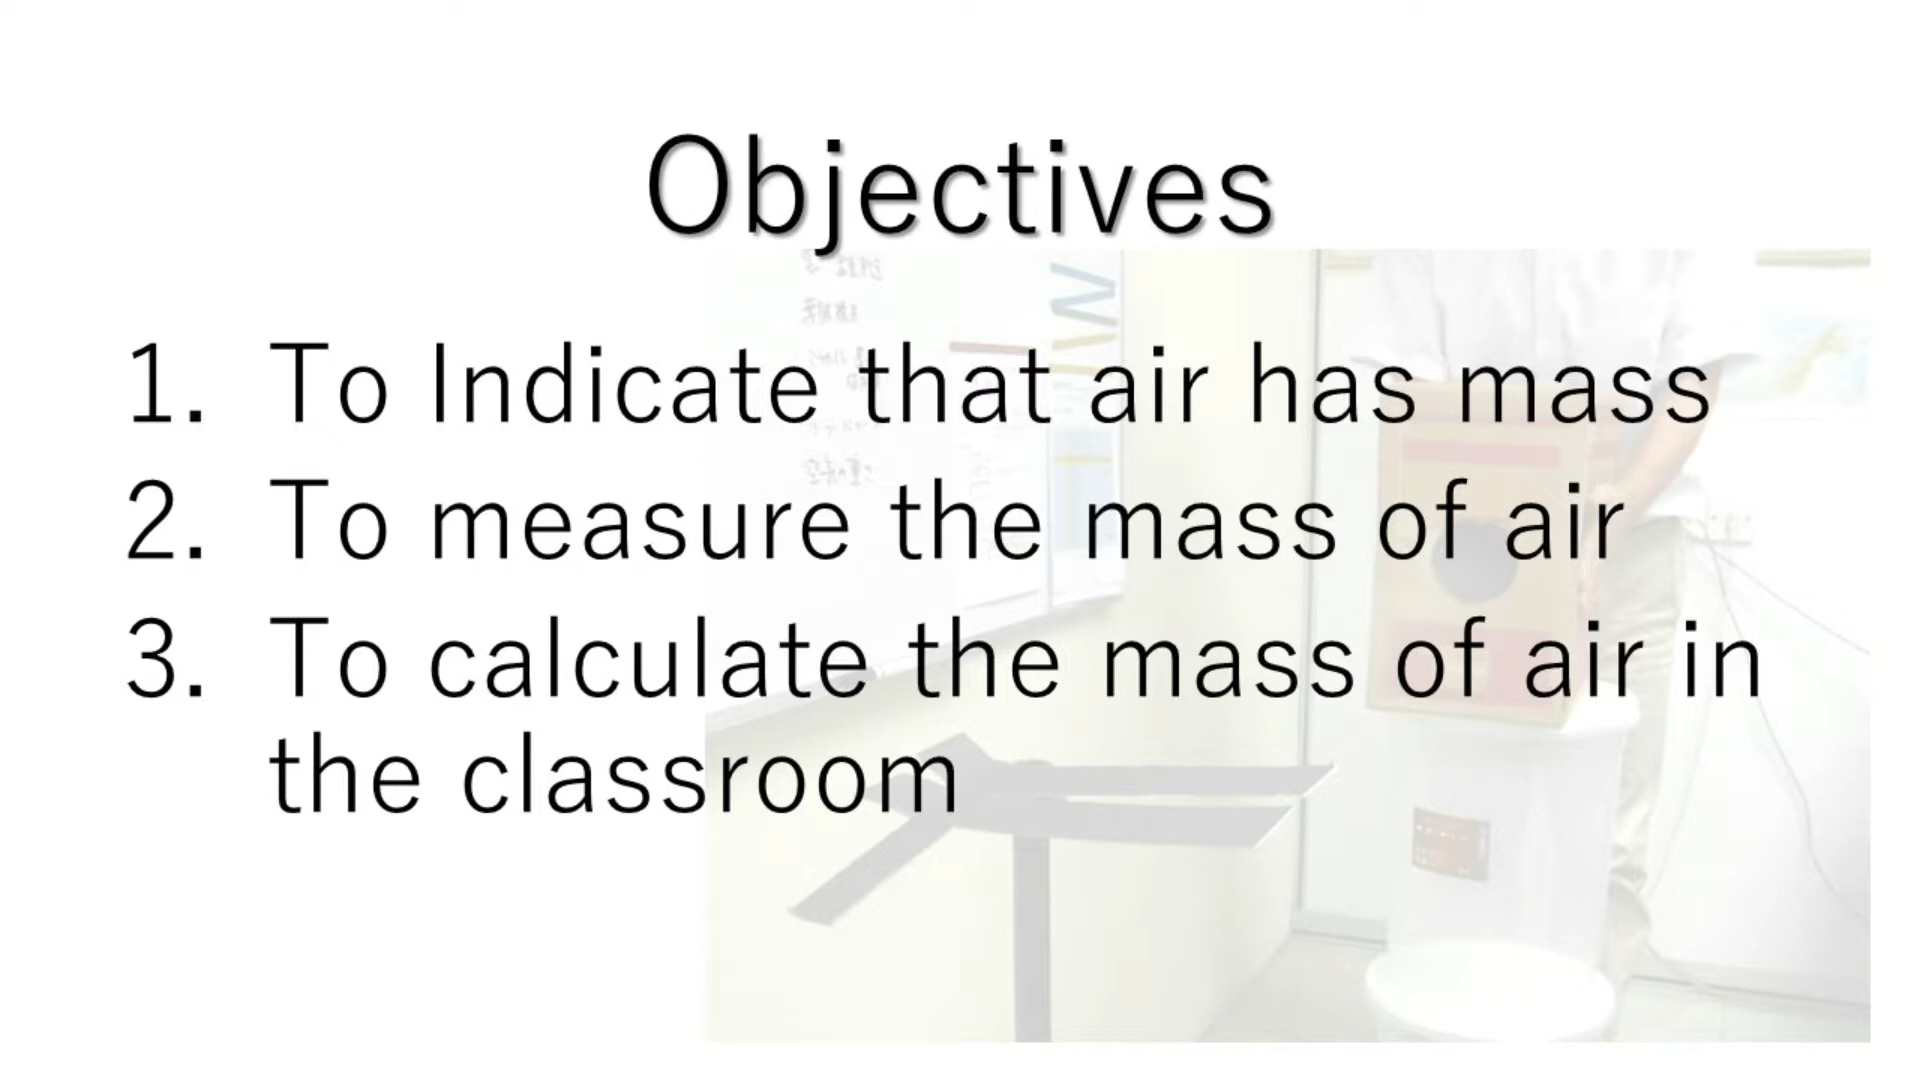 Objectives
1. To Indicate that air has mass
2. To measure the mass of air
3. To calculate the mass of air in
the classroom